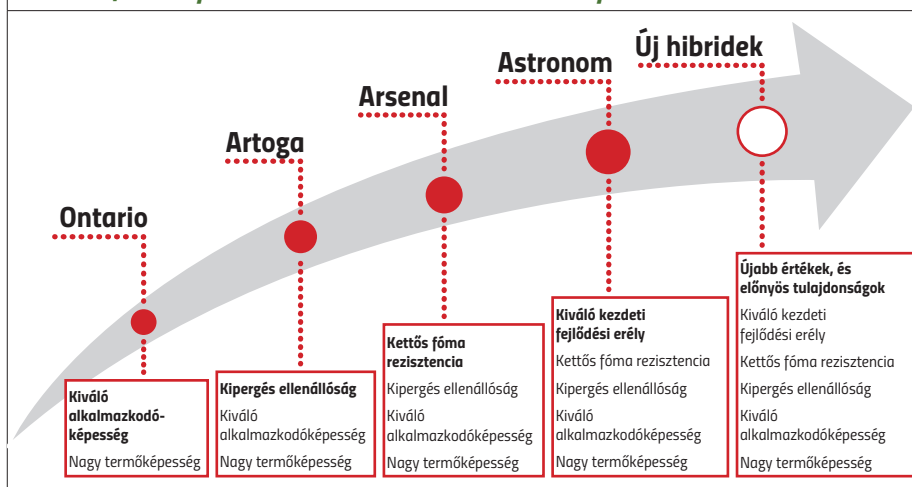 Ontario
Artoga
Arsenal
Astronom
Új hibridek
Kiváló
alkalmazkodó-
képesség
Nagy termőképesség
Kipergés ellenállóság
Kiváló
alkalmazkodóképesség
Nagy termőképesség
Kettős fóma
rezisztencia
Kipergés ellenállóság
Kiváló
alkalmazkodóképesség
Nagy termőképesség
Kiváló kezdeti
fejlődési erély
Kettős fóma rezisztencia
Kipergés ellenállóság
Kiváló
alkalmazkodóképesség
Nagy termőképesség
Újabb értékek, és
előnyös tulajdonságok
Kiváló kezdeti
fejlődési erély
Kettős fóma rezisztencia
Kipergés ellenállóság
Kiváló
alkalmazkodóképesség
Nagy termőképesség